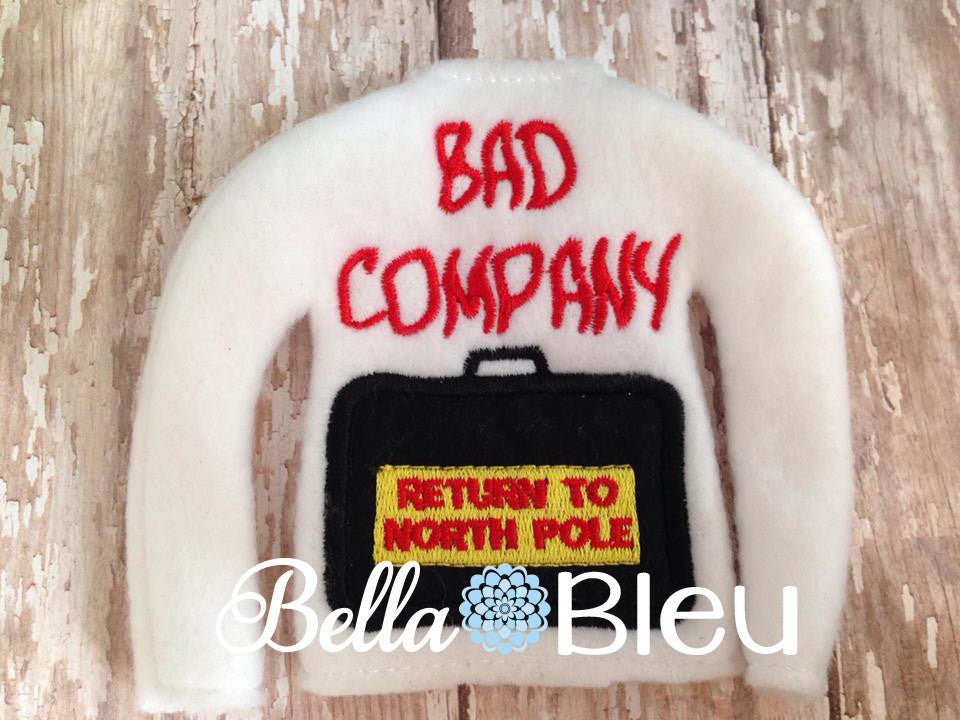 BAD
COMPANY
RETURN TO
NORTH POLE
Bella Bleu